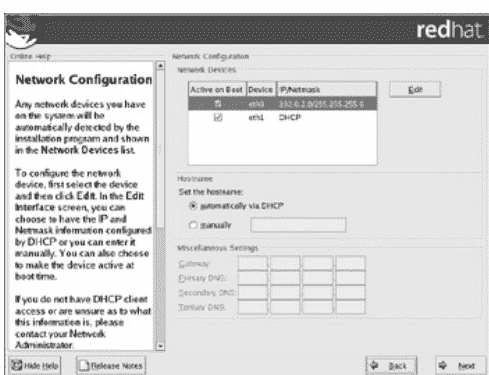 redhat.
Online Help
Network Configuration
Any network devices you have
on the system will be
automatically detected by the
installation program and shown
in the Network Devices list.
To configure the network
device, first select the device
and then click Edit. In the Edit
Interface screen, you can
choose to have the IP and
Netmask information configured
by DHCP or you can enter it
manually. You can also choose
to make the device active at
boot time.
If you do not have DHCP client
access or are unsure as to what
this information is, please
contact your Network
Administrator.
Hide Help
Release Notes
Network Configuration
Network Devices
Active on Boot Device IP/Netmask
eth0
eth1 DHCP
Edit
Hostname
Set the hostname:
automatically via DHCP
manually
Miscellaneous Settings
Gateway:
Primary DNS:
Secondary DNS:
Tertiary DNS:
Back
Next